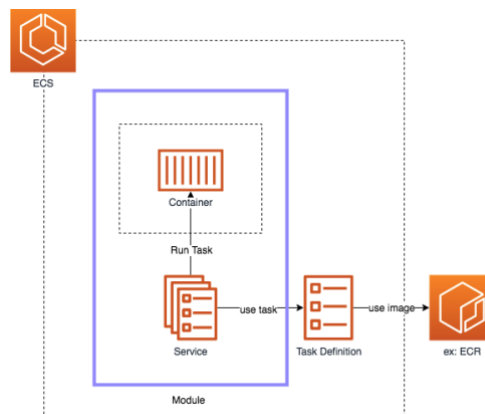 ECS
Container
Run Task
use task
use image
Service
Task Definition
ex: ECR
Module